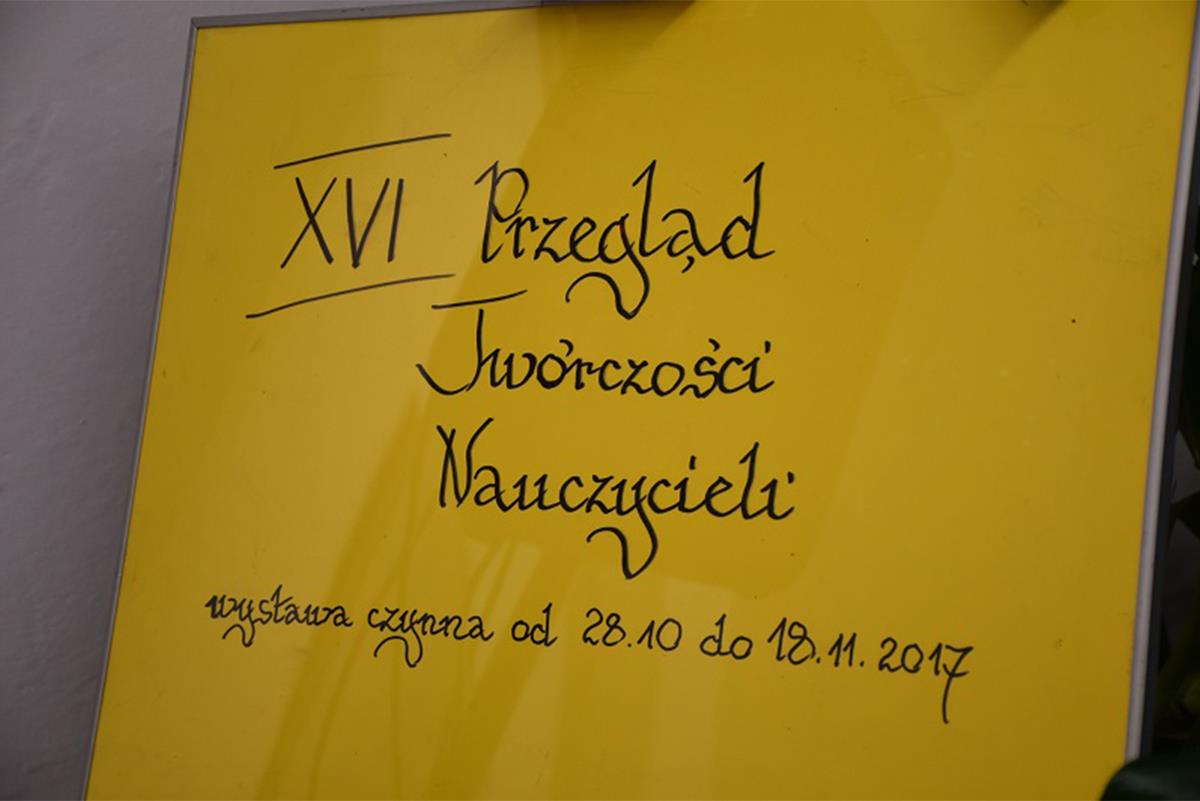 XVI Przegląd
Twórczości
Nauczycieli
wystawa czynna od 28.10 do 18.11. 2017